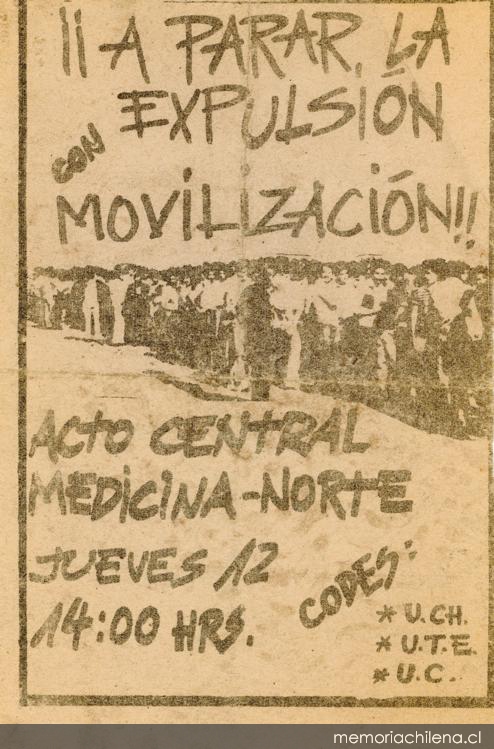 ¡¡ A PARAR, LA
EXPULSIÓN
CON
MOVILIZACIÓN!!
ACTO CENTRAL
MEDICINA-NORTE
JUEVES 12
14:00 HRS.
CODES:
* U.CH.
* U.T.E.
* U.C.
memoriachilena.cl